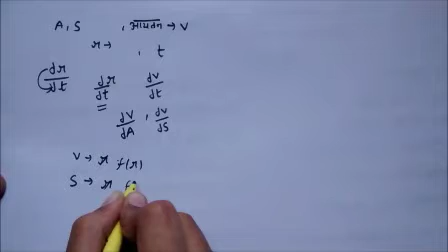 A, S , आयतन → V
r → , t
dr/dt dr/dt dv/dt
dV/dA , dv/dS
V → r f(r)
S → r f